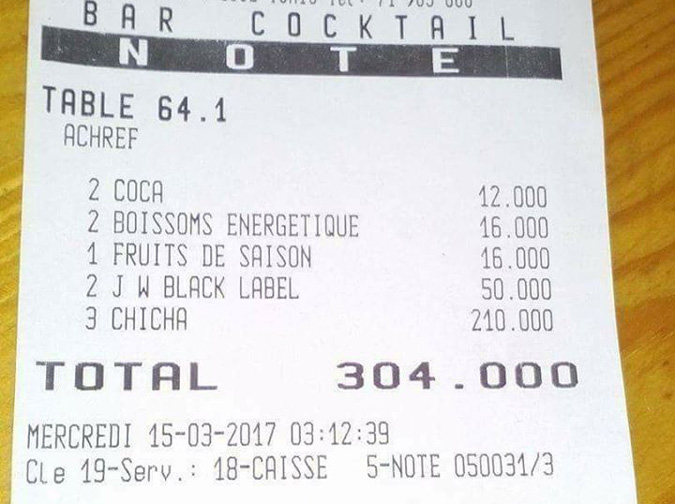 BAR COCKTAIL
NOTE
TABLE 64.1
ACHREF
2 COCA 12.000
2 BOISSOMS ENERGETIQUE 16.000
1 FRUITS DE SAISON 16.000
2 J W BLACK LABEL 50.000
3 CHICHA 210.000
TOTAL 304.000
MERCREDI 15-03-2017 03:12:39
Cle 19-Serv.: 18-CAISSE 5-NOTE 050031/3